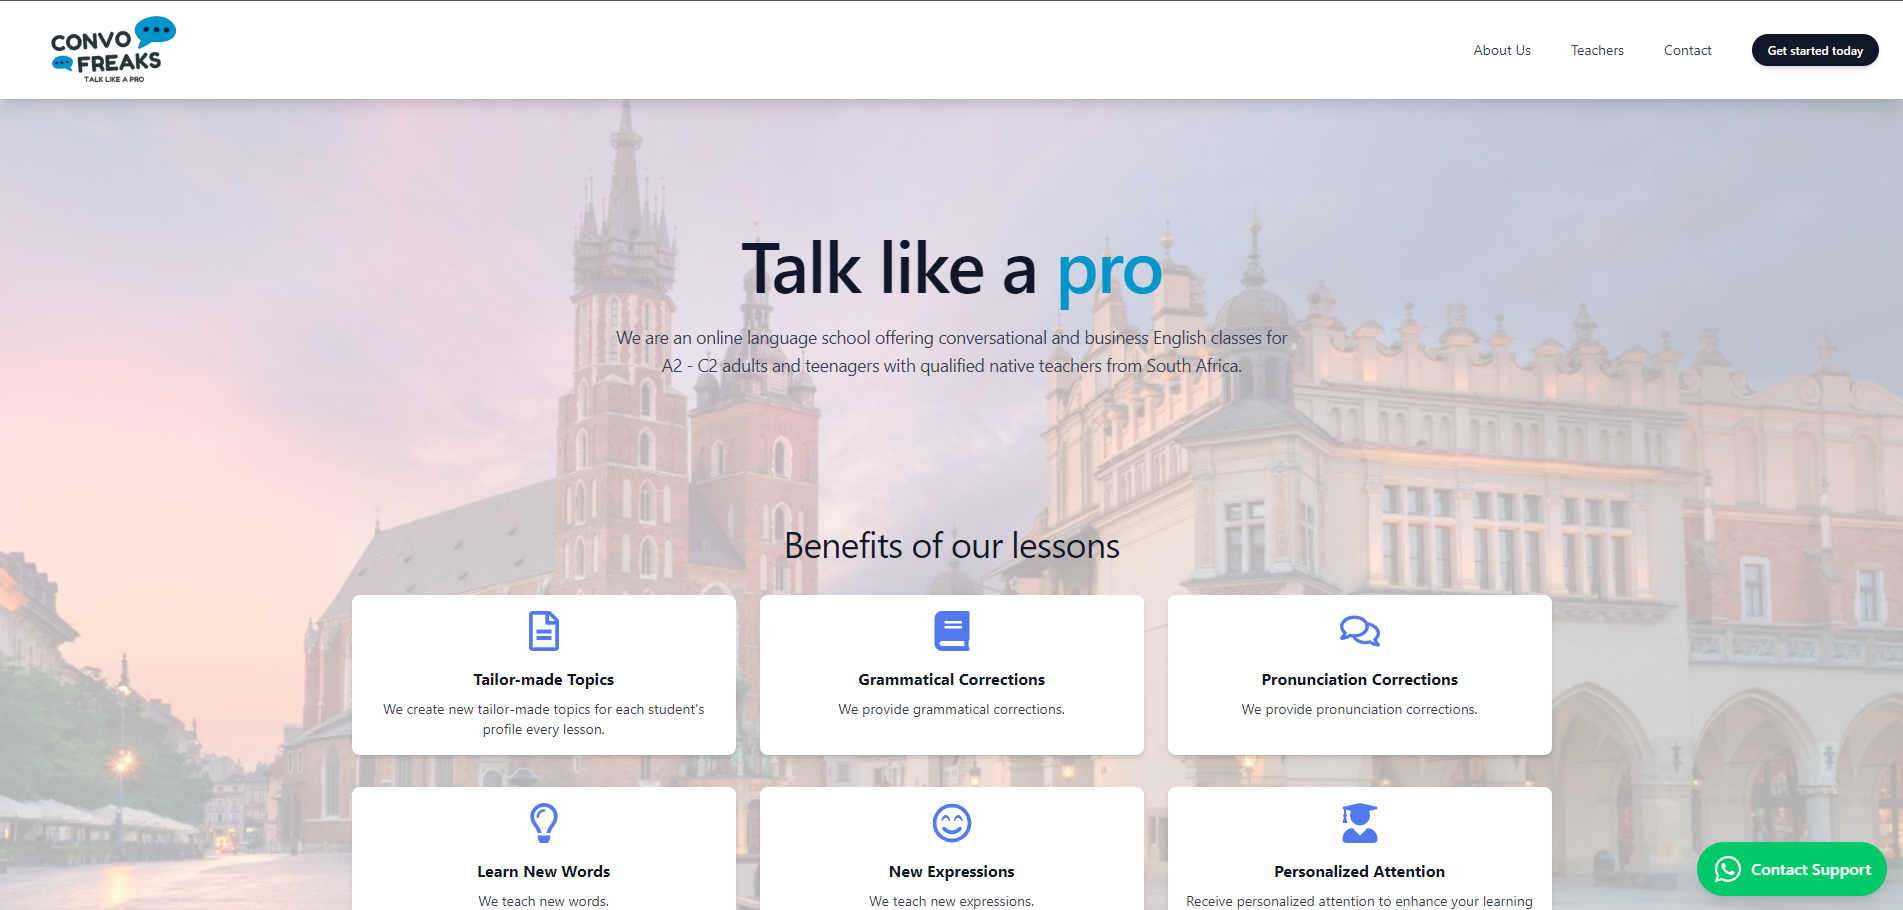 CONVO
FREAKS
TALK LIKE A PRO
About Us
Teachers
Contact
Get started today
Talk like a pro
We are an online language school offering conversational and business English classes for
A2 - C2 adults and teenagers with qualified native teachers from South Africa.
Benefits of our lessons
Tailor-made Topics
We create new tailor-made topics for each student's
profile every lesson.
Grammatical Corrections
We provide grammatical corrections.
Pronunciation Corrections
We provide pronunciation corrections.
Learn New Words
We teach new words.
New Expressions
We teach new expressions.
Personalized Attention
Receive personalized attention to enhance your learning
Contact Support